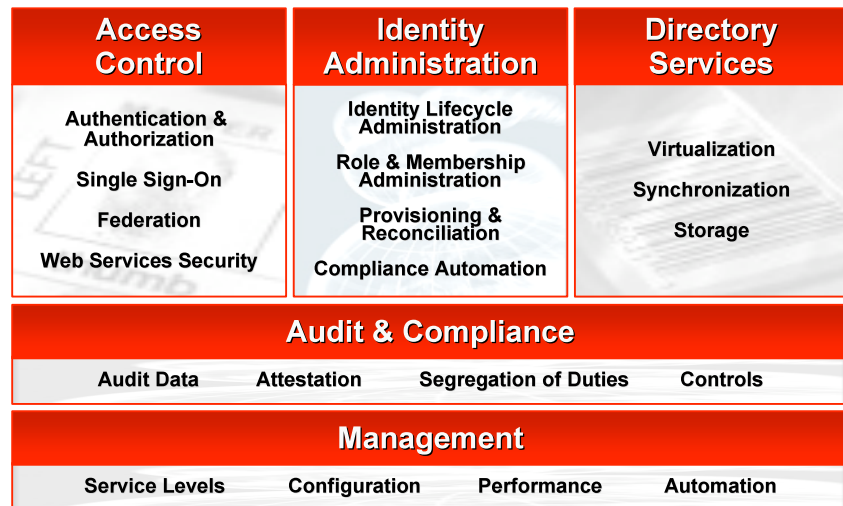 Access
Control
Authentication &
Authorization
Single Sign-On
Federation
Web Services Security
Identity
Administration
Identity Lifecycle
Administration
Role & Membership
Administration
Provisioning &
Reconciliation
Compliance Automation
Directory
Services
Virtualization
Synchronization
Storage
Audit & Compliance
Audit Data Attestation Segregation of Duties Controls
Management
Service Levels Configuration Performance Automation